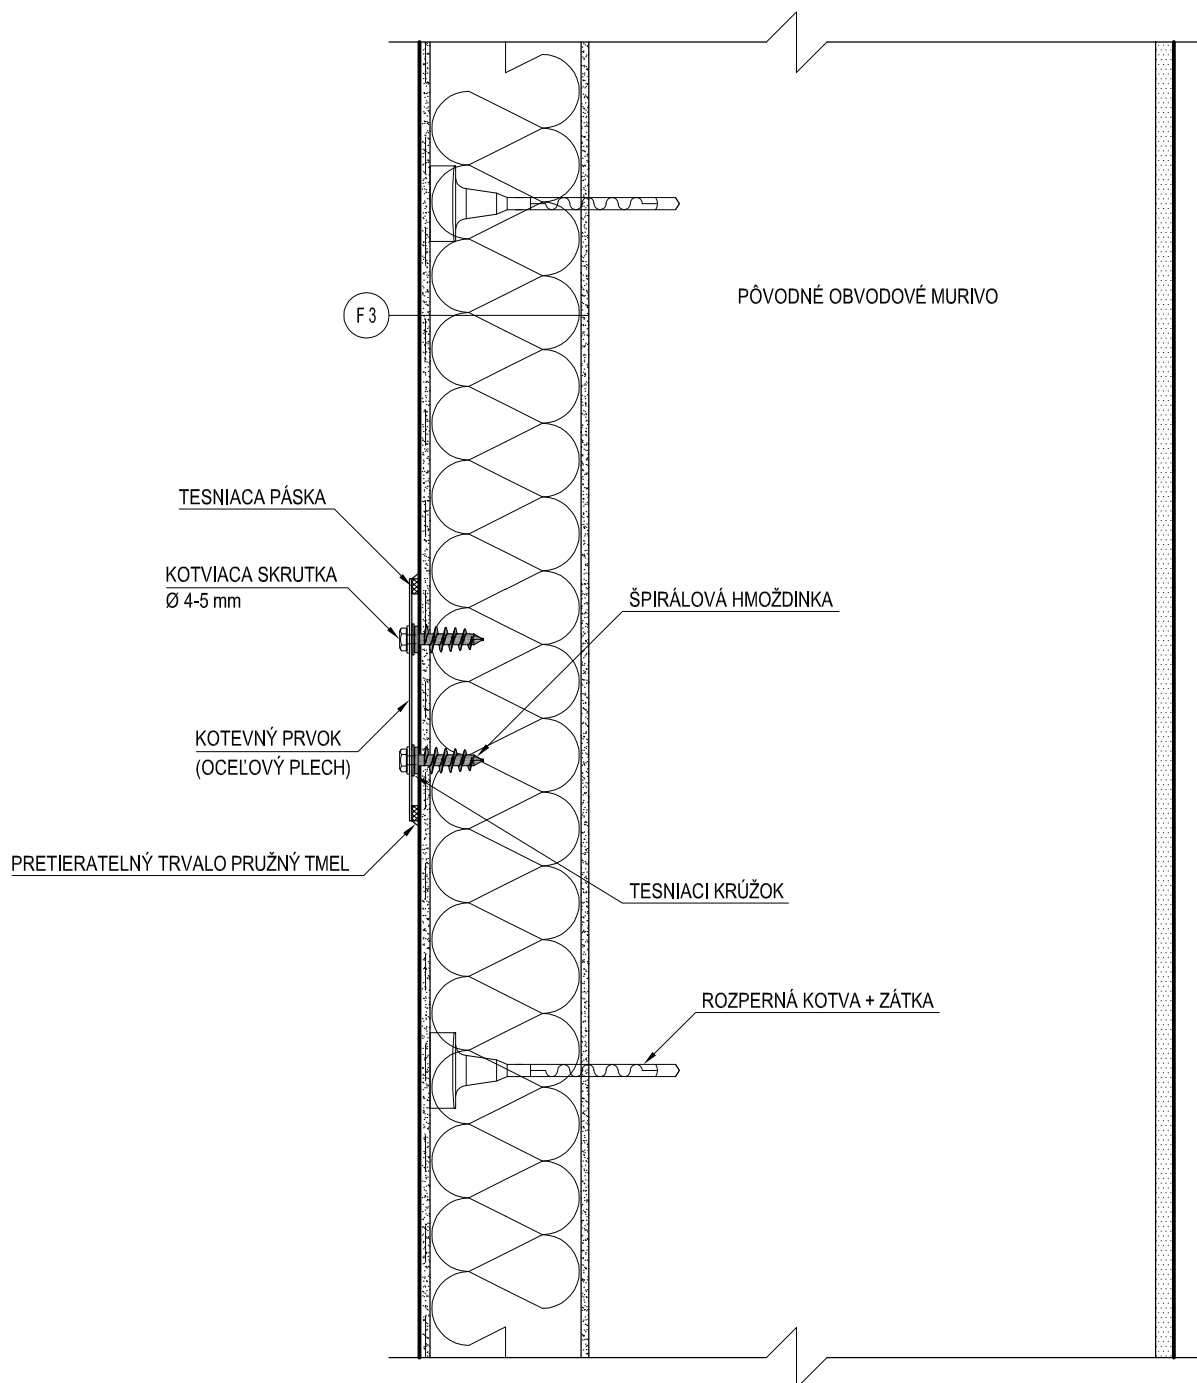 PÔVODNÉ OBVODOVÉ MURIVO
F 3
TESNIACA PÁSKA
KOTVIACA SKRUTKA
Ø 4-5 mm
ŠPIRÁLOVÁ HMOŽDINKA
KOTEVNÝ PRVOK
(OCEĽOVÝ PLECH)
PRETIERATELNÝ TRVALO PRUŽNÝ TMEL
TESNIACI KRÚŽOK
ROZPERNÁ KOTVA + ZÁTKA